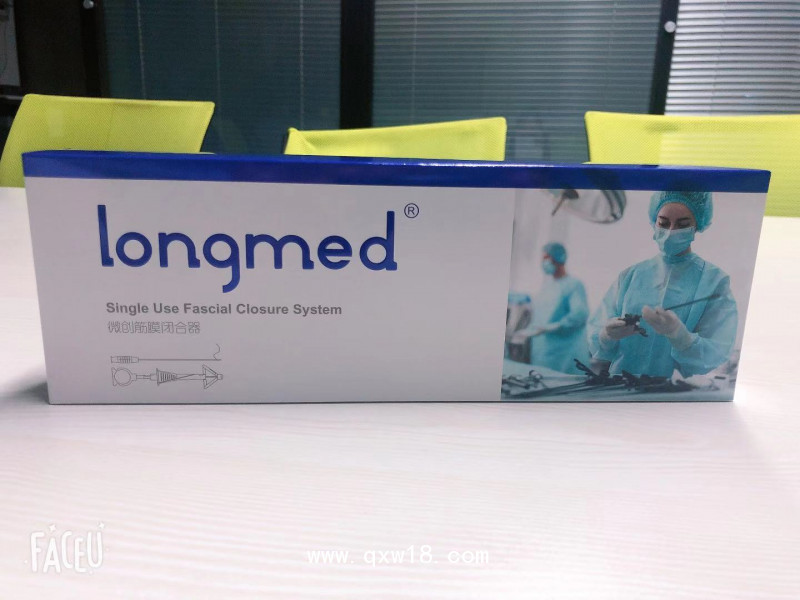 longmed®
Single Use Fascial Closure System
微创筋膜闭合器
FACEU
www.qxw18.com